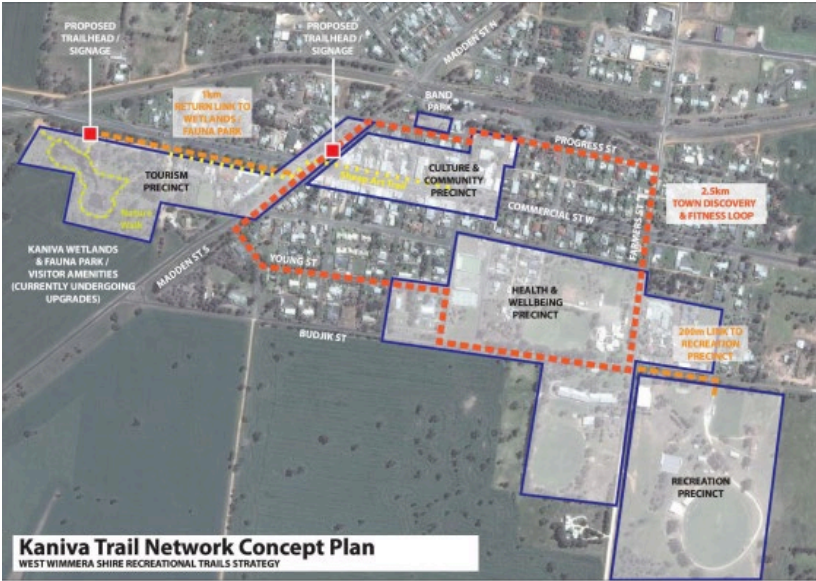 PROPOSED
TRAILHEAD /
SIGNAGE
PROPOSED
TRAILHEAD /
SIGNAGE
MADDEN ST N
1km
RETURN LINK TO
WETLANDS /
FAUNA PARK
BAND
PARK
PROGRESS ST
TOURISM
PRECINCT
CULTURE &
COMMUNITY
PRECINCT
Sheep Art Trail
2.5km
TOWN DISCOVERY
& FITNESS LOOP
Nature
Walk
COMMERCIAL ST W
FARMERS ST
KANIVA WETLANDS
& FAUNA PARK /
VISITOR AMENITIES
(CURRENTLY UNDERGOING
UPGRADES)
MADDEN ST S
YOUNG ST
HEALTH &
WELLBEING
PRECINCT
BUDJIK ST
200m LINK TO
RECREATION
PRECINCT
RECREATION
PRECINCT
Kaniva Trail Network Concept Plan
WEST WIMMERA SHIRE RECREATIONAL TRAILS STRATEGY